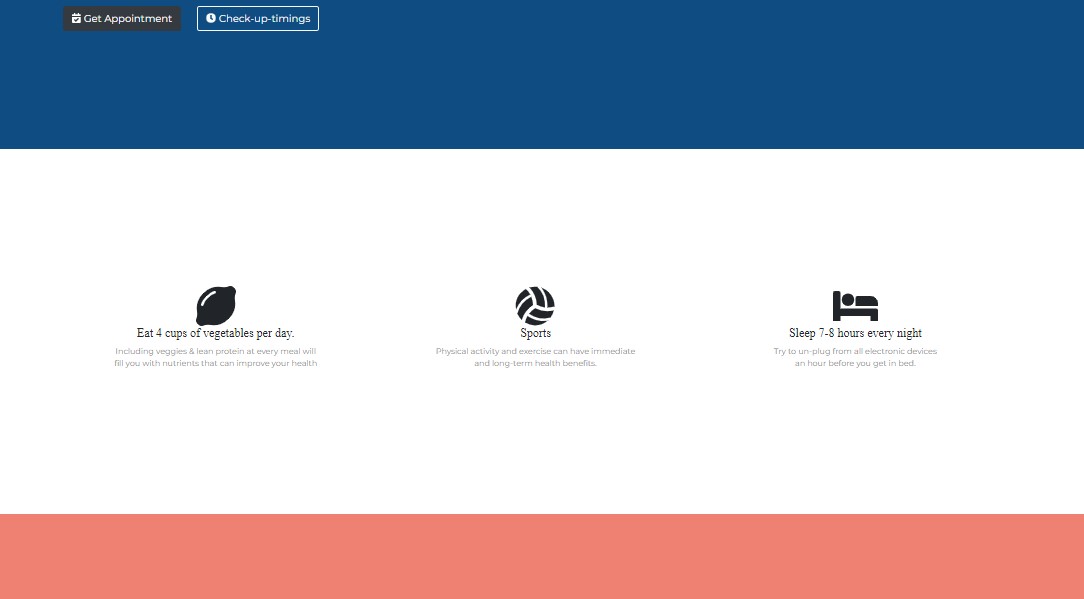 Get Appointment
Check-up-timings
Eat 4 cups of vegetables per day.
Including veggies & lean protein at every meal will
fill you with nutrients that can improve your health
Sports
Physical activity and exercise can have immediate
and long-term health benefits.
Sleep 7-8 hours every night
Try to un-plug from all electronic devices
an hour before you get in bed.